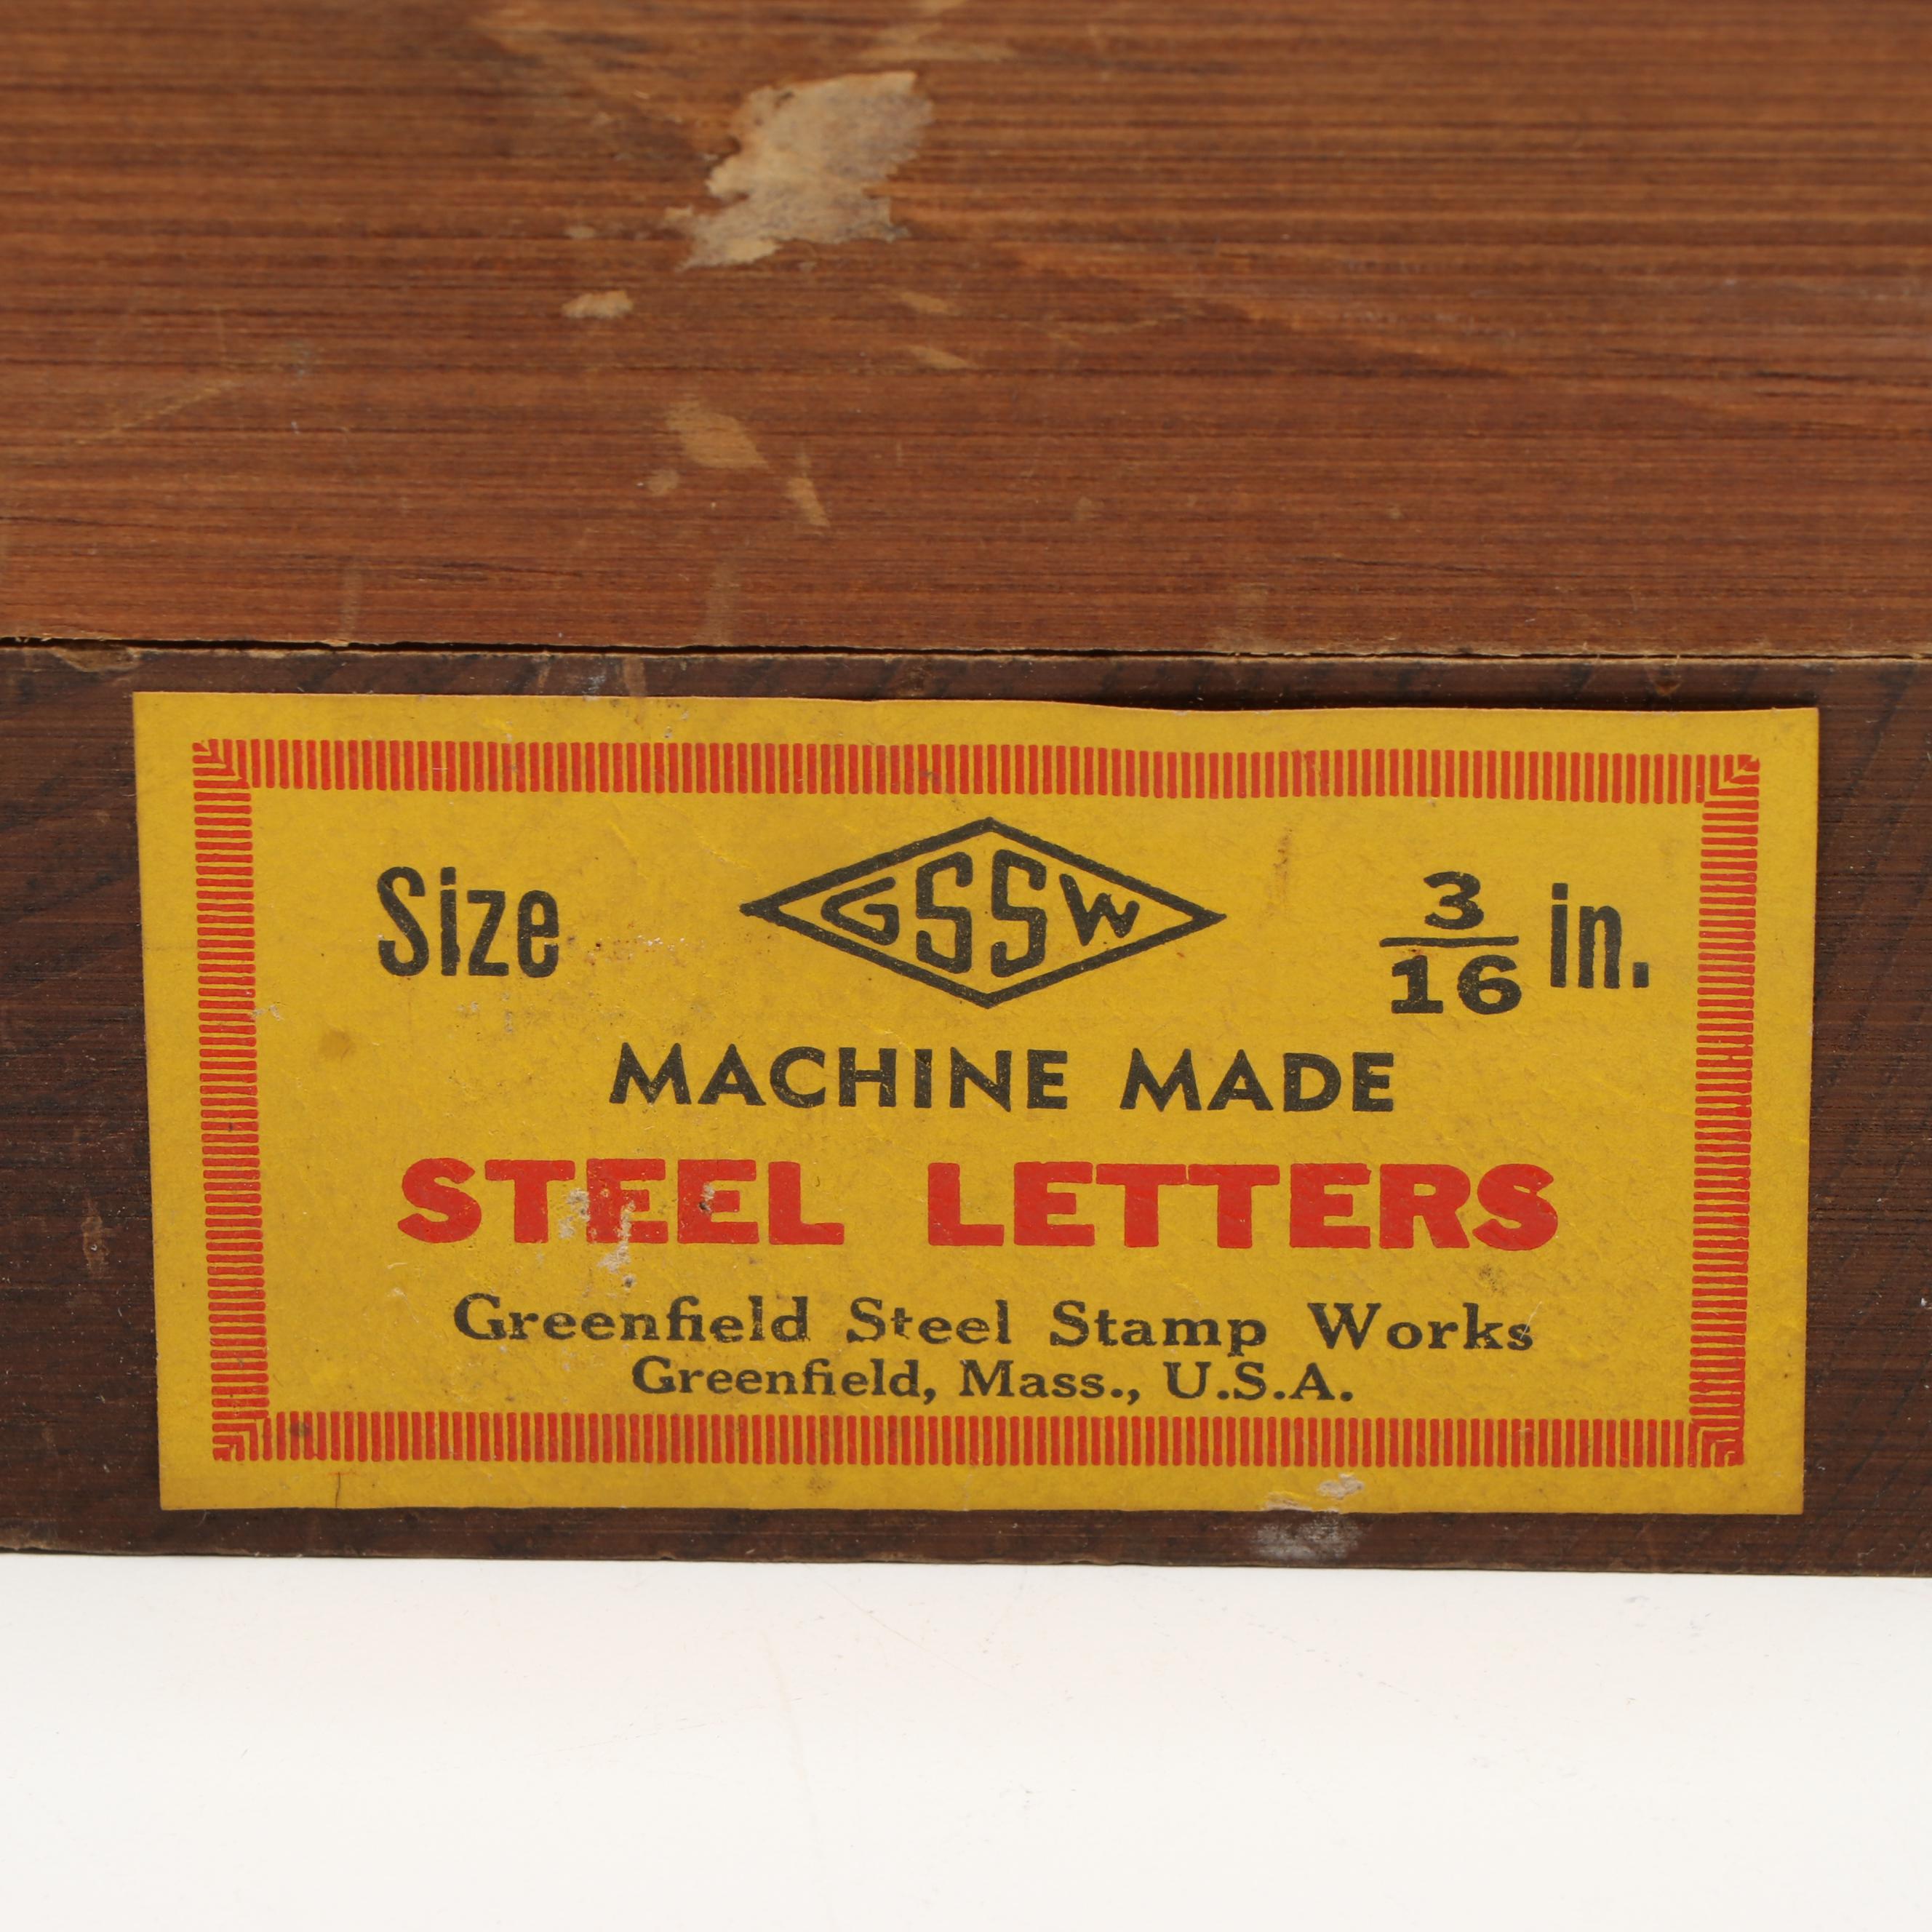 Size GSSW 3/16 in.
MACHINE MADE
STEEL LETTERS
Greenfield Steel Stamp Works
Greenfield, Mass., U.S.A.